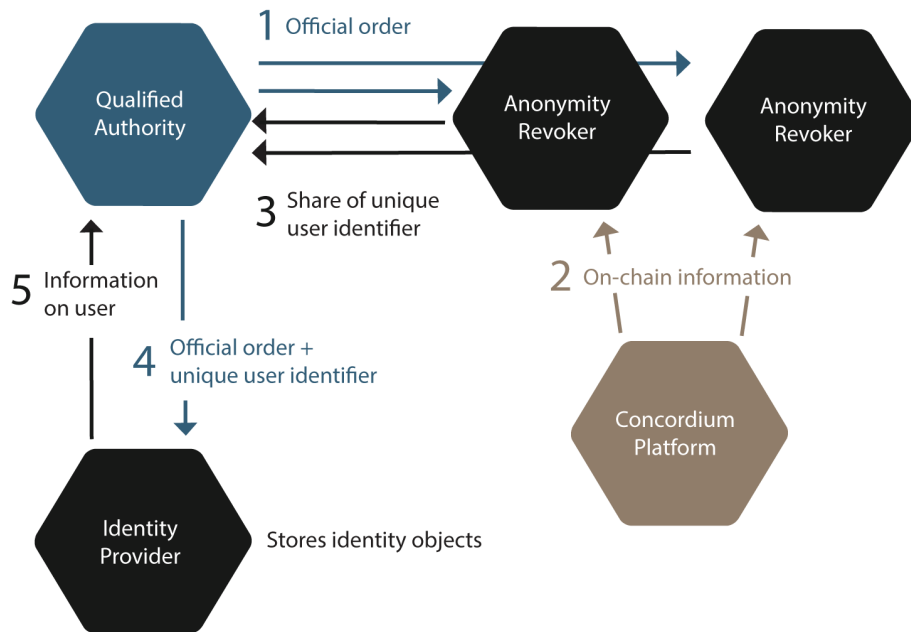 1 Official order
Qualified
Authority
Anonymity
Revoker
Anonymity
Revoker
3 Share of unique
user identifier
2 On-chain information
5 Information
on user
4 Official order +
unique user identifier
Concordium
Platform
Identity
Provider
Stores identity objects